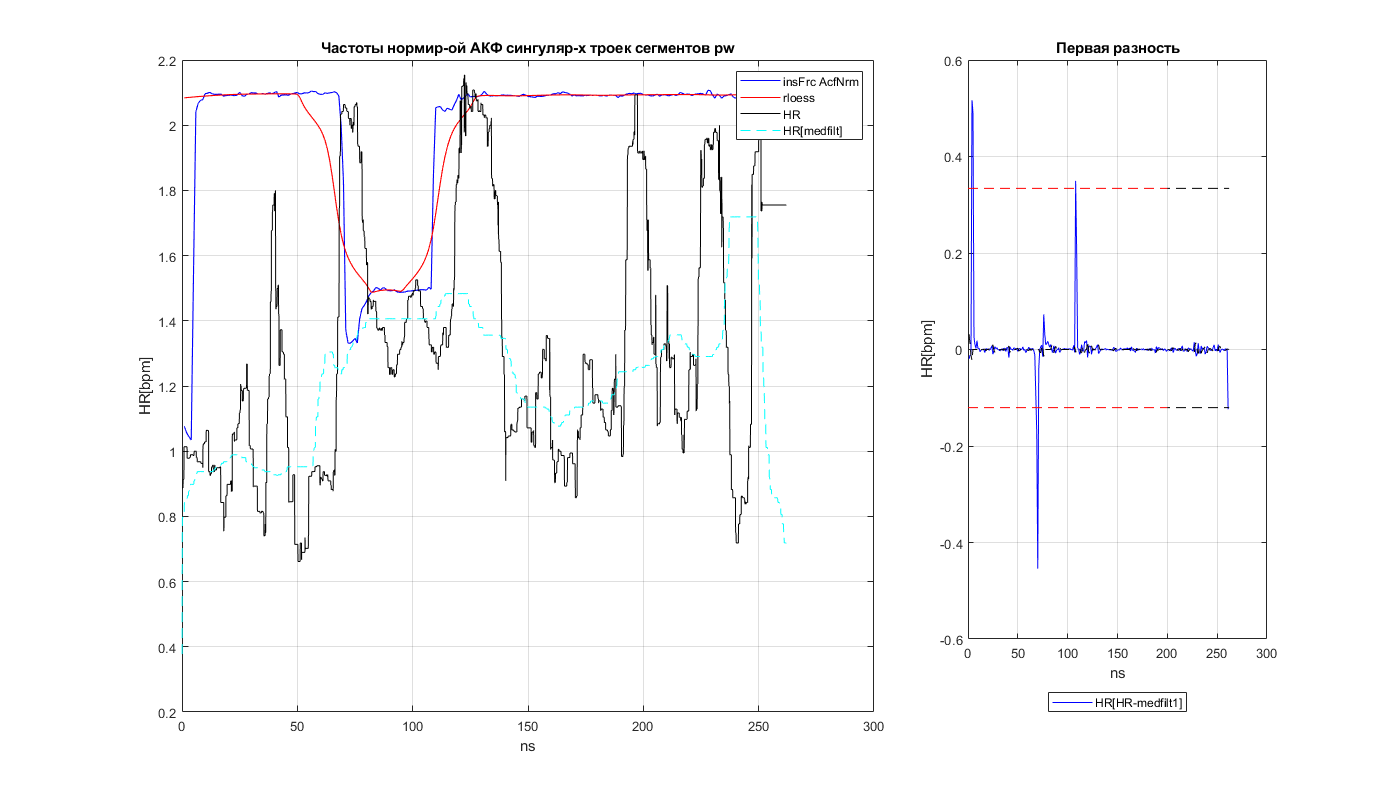 Частоты нормир-ой АКФ сингуляр-х троек сегментов pw
2.2
2
1.8
1.6
1.4
1.2
1
0.8
0.6
0.4
0.2
HR[bpm]
0
50
100
150
200
250
300
ns
insFrc AcfNrm
rloess
HR
HR[medfilt]
Первая разность
0.6
0.4
0.2
0
-0.2
-0.4
-0.6
HR[bpm]
0
50
100
150
200
250
300
ns
HR[HR-medfilt1]